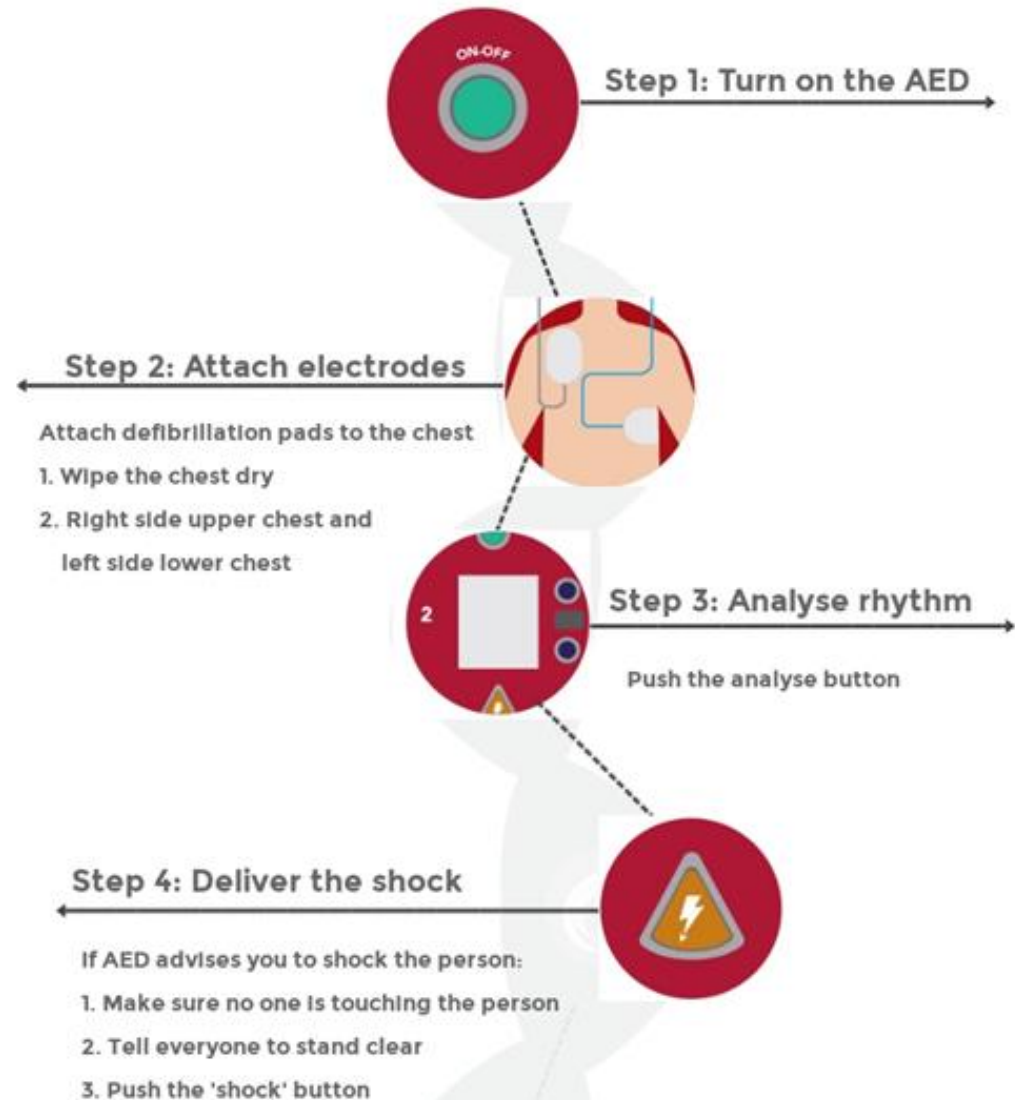 ON-OFF
Step 1: Turn on the AED
Step 2: Attach electrodes
Attach defibrillation pads to the chest
1. Wipe the chest dry
2. Right side upper chest and
left side lower chest
2
Step 3: Analyse rhythm
Push the analyse button
Step 4: Deliver the shock
If AED advises you to shock the person:
1. Make sure no one is touching the person
2. Tell everyone to stand clear
3. Push the 'shock' button